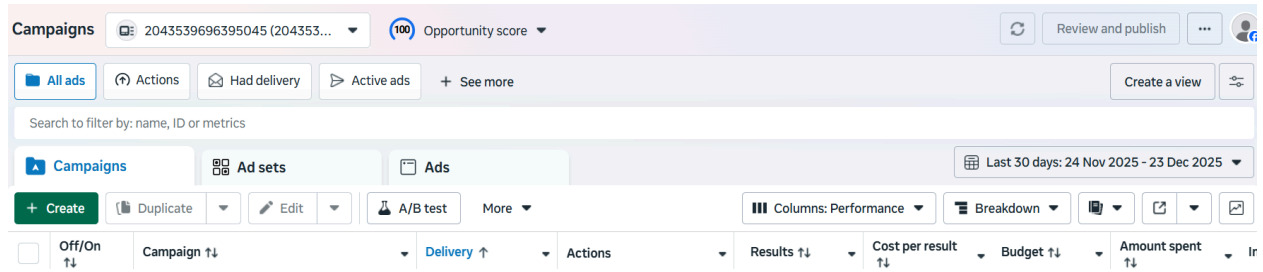 Campaigns 20435396963​95045 (204353... 100 Opportunity score Review and publish ...
All ads Actions Had delivery Active ads + See more Create a view
Search to filter by: name, ID or metrics
Campaigns Ad sets Ads Last 30 days: 24 Nov 2025 - 23 Dec 2025
+ Create Duplicate Edit A/B test More Columns: Performance Breakdown
Off/On Campaign Delivery Actions Results Cost per result Budget Amount spent In